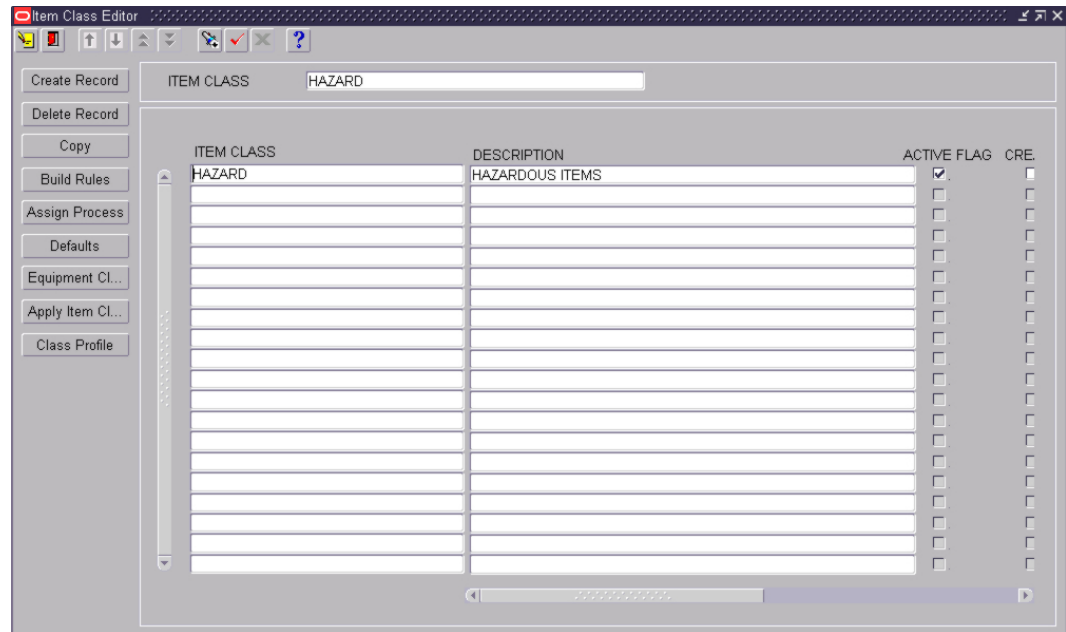 Item Class Editor
?
Create Record
ITEM CLASS HAZARD
Delete Record
Copy
ITEM CLASS DESCRIPTION ACTIVE FLAG CRE.
HAZARD HAZARDOUS ITEMS
Build Rules
Assign Process
Defaults
Equipment Cl...
Apply Item Cl...
Class Profile